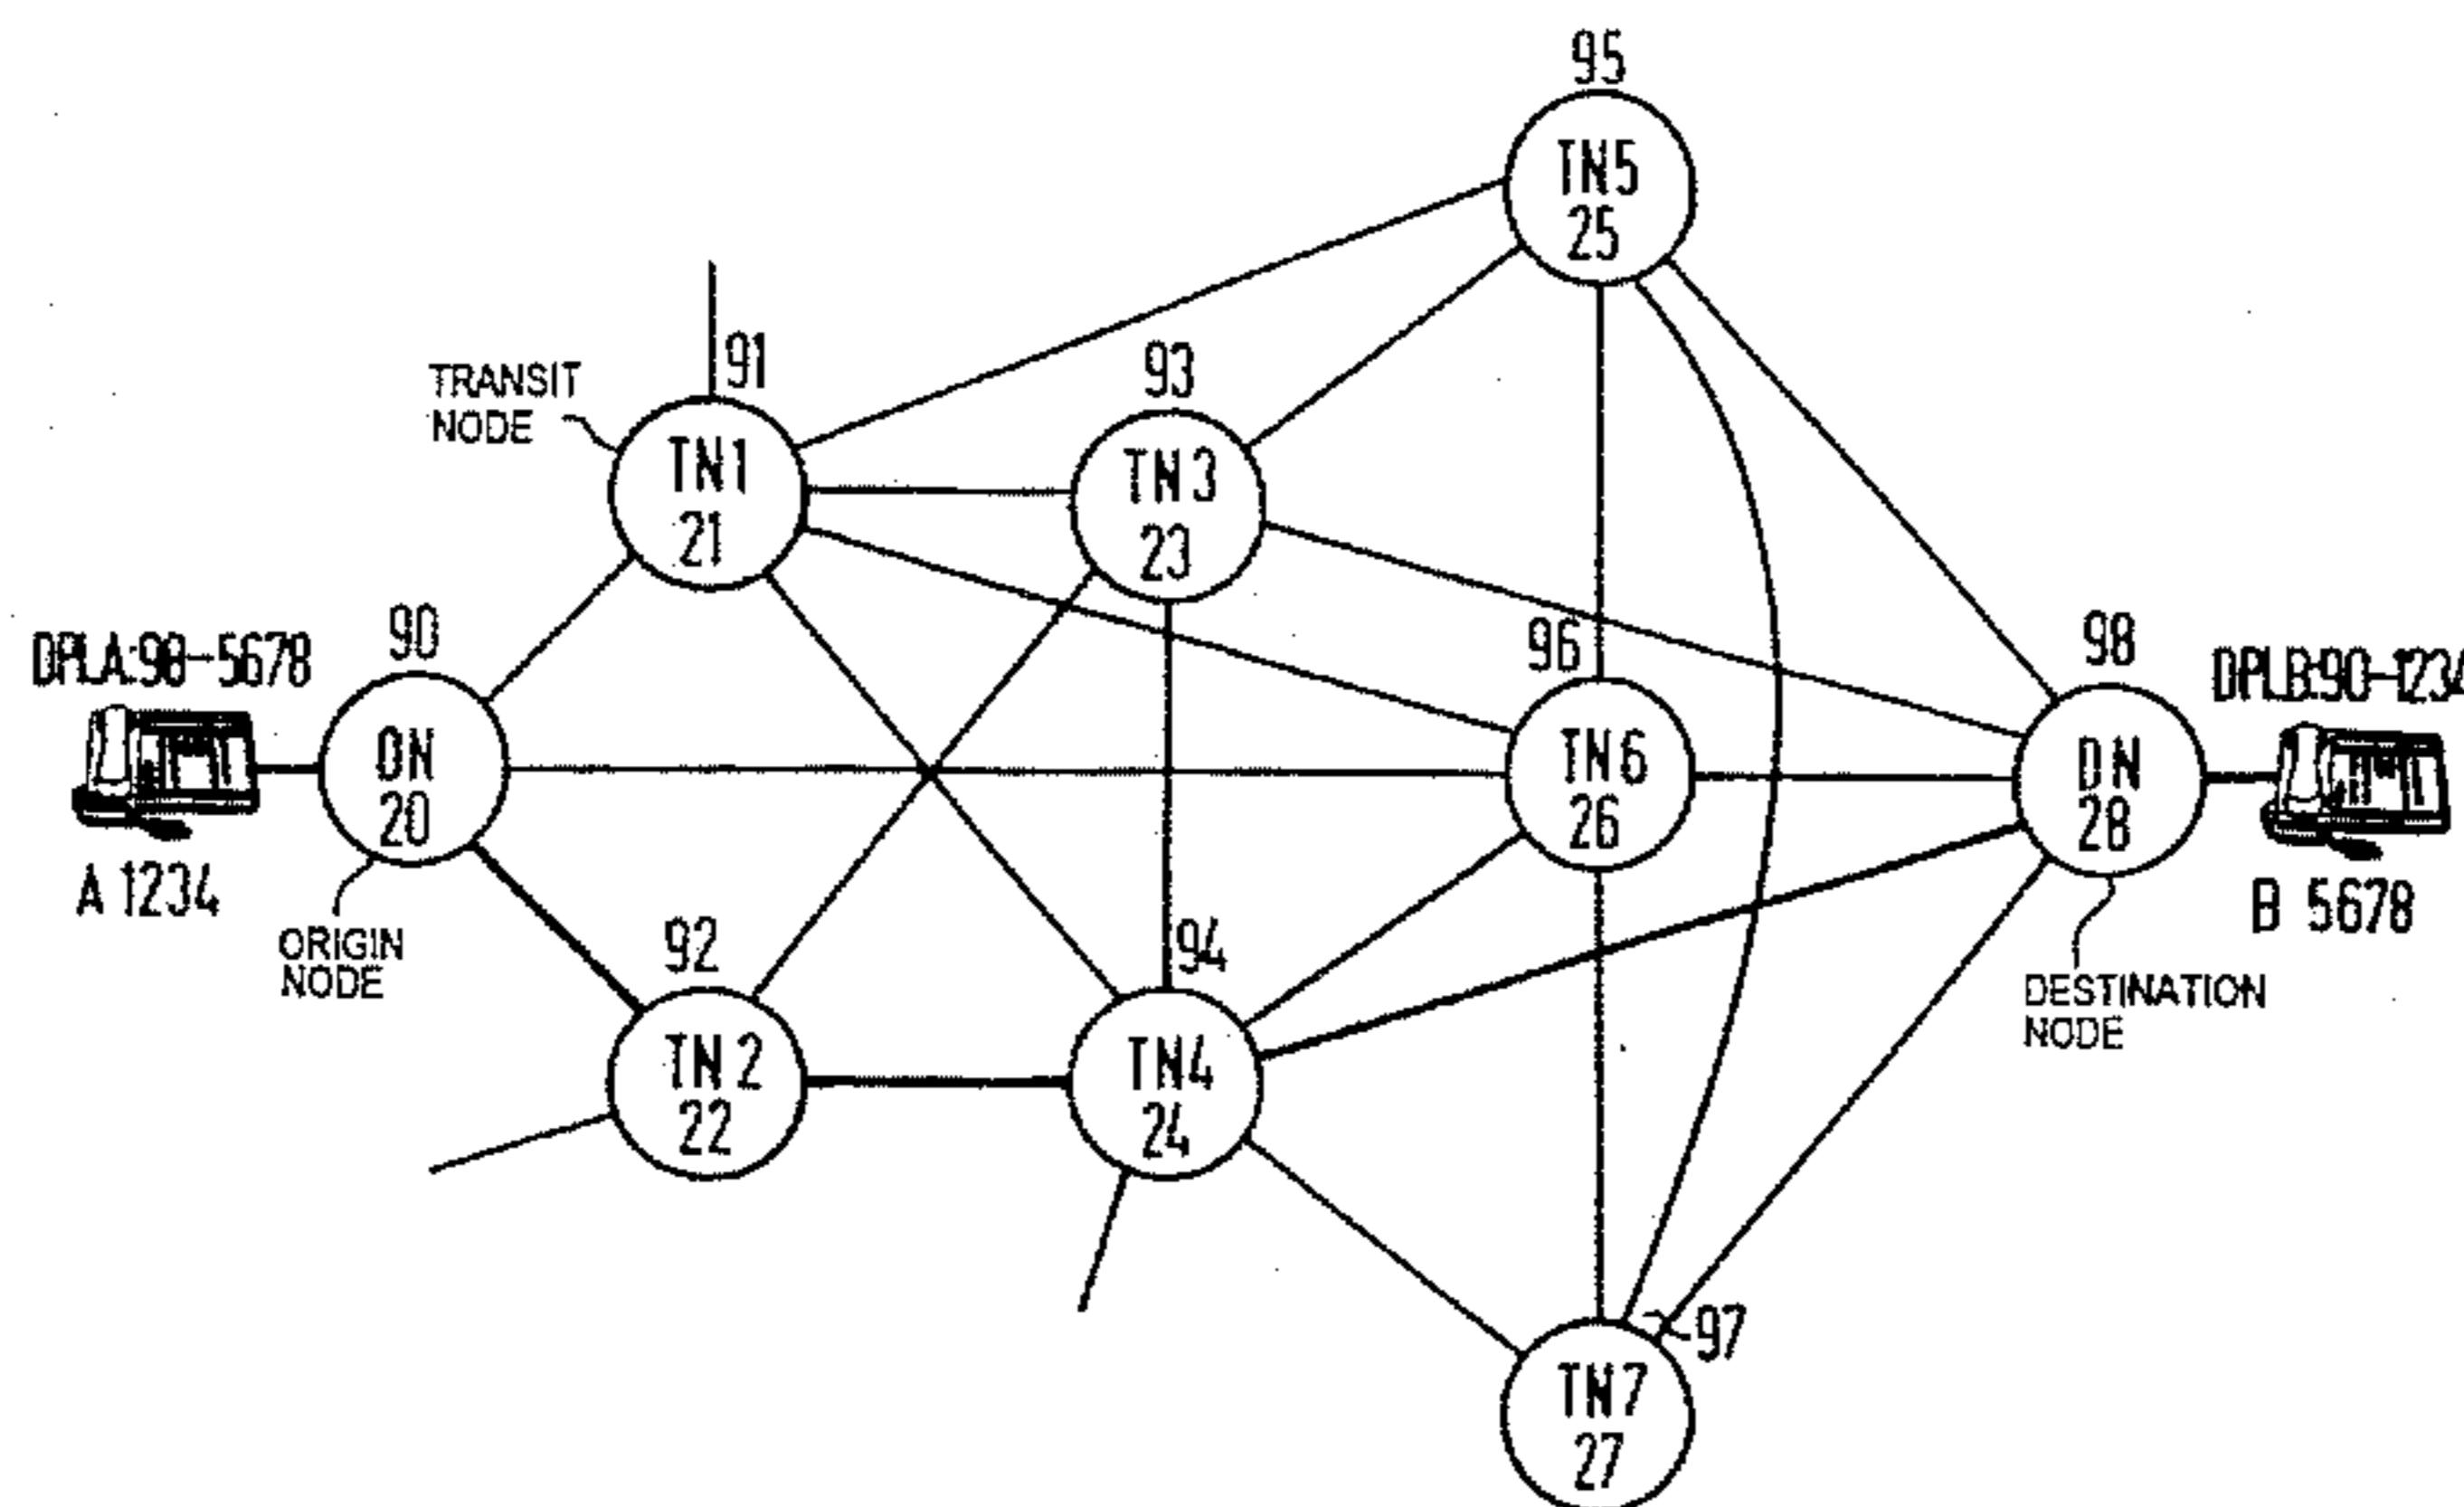 95
TN5
25
91
TRANSIT
NODE
TN1
21
93
TN3
23
90
DPLA:98-5678
ON
20
A 1234
ORIGIN
NODE
96
TN6
26
98
DPLB:90-1234
DN
28
B 5678
DESTINATION
NODE
92
TN2
22
94
TN4
24
97
TN7
27